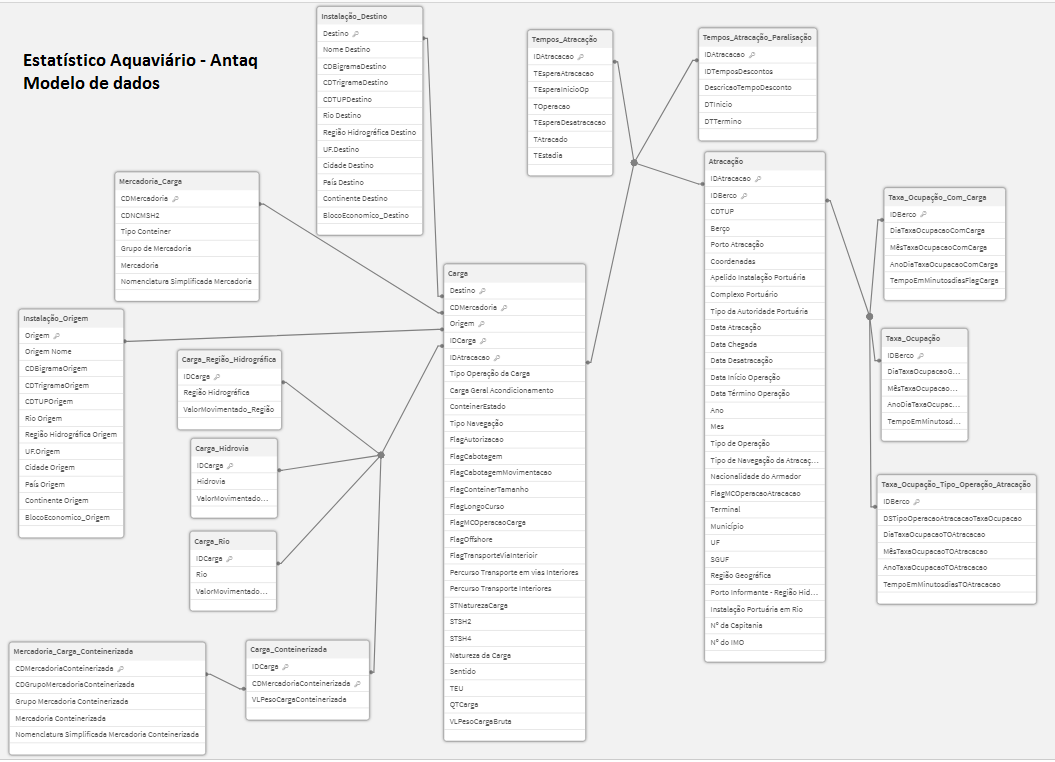 Estatístico Aquaviário - Antaq
Modelo de dados
Instalação_Destino
Destino
Nome Destino
CDBigramaDestino
CDTrigramaDestino
CDTUPDestino
Rio Destino
Região Hidrográfica Destino
UF.Destino
Cidade Destino
País Destino
Continente Destino
BlocoEconomico_Destino
Mercadoria_Carga
CDMercadoria
CDNCMSH2
Tipo Conteiner
Grupo de Mercadoria
Mercadoria
Nomenclatura Simplificada Mercadoria
Instalação_Origem
Origem
Origem Nome
CDBigramaOrigem
CDTrigramaOrigem
CDTUPOrigem
Rio Origem
Região Hidrográfica Origem
UF.Origem
Cidade Origem
País Origem
Continente Origem
BlocoEconomico_Origem
Carga_Região_Hidrográfica
IDCarga
Região Hidrográfica
ValorMovimentado_Região
Carga_Hidrovia
IDCarga
Hidrovia
ValorMovimentado...
Carga_Rio
IDCarga
Rio
ValorMovimentado...
Mercadoria_Carga_Conteinerizada
CDMercadoriaConteinerizada
CDGrupoMercadoriaConteinerizada
Grupo Mercadoria Conteinerizada
Mercadoria Conteinerizada
Nomenclatura Simplificada Mercadoria Conteinerizada
Carga_Conteinerizada
IDCarga
CDMercadoriaConteinerizada
VLPesoCargaConteinerizada
Carga
Destino
CDMercadoria
Origem
IDCarga
IDAtracacao
Tipo Operação da Carga
Carga Geral Acondicionamento
ConteinerEstado
Tipo Navegação
FlagAutorizacao
FlagCabotagem
FlagCabotagemMovimentacao
FlagConteinerTamanho
FlagLongoCurso
FlagMCOperacaoCarga
FlagOffshore
FlagTransporteViaInterioir
Percurso Transporte em vias Interiores
Percurso Transporte Interiores
STNaturezaCarga
STSH2
STSH4
Natureza da Carga
Sentido
TEU
QTCarga
VLPesoCargaBruta
Tempos_Atracação
IDAtracacao
TEsperaAtracacao
TEsperaInicioOp
TOperacao
TEsperaDesatracacao
TAtracado
TEstadia
Tempos_Atracação_Paralisação
IDAtracacao
IDTemposDescontos
DescricaoTempoDesconto
DTInicio
DTTermino
Atracação
IDAtracacao
IDBerco
CDTUP
Berço
Porto Atracação
Coordenadas
Apelido Instalação Portuária
Complexo Portuário
Tipo da Autoridade Portuária
Data Atracação
Data Chegada
Data Desatracação
Data Início Operação
Data Término Operação
Ano
Mes
Tipo de Operação
Tipo de Navegação da Atracaç...
Nacionalidade do Armador
FlagMCOperacaoAtracacao
Terminal
Município
UF
SGUF
Região Geográfica
Porto Informante - Região Hid...
Instalação Portuária em Rio
Nº da Capitania
Nº do IMO
Taxa_Ocupação_Com_Carga
IDBerco
DiaTaxaOcupacaoComCarga
MêsTaxaOcupacaoComCarga
AnoDiaTaxaOcupacaoComCarga
TempoEmMinutosdiasFlagCarga
Taxa_Ocupação
IDBerco
DiaTaxaOcupacaoG...
MêsTaxaOcupacao...
AnoDiaTaxaOcupac...
TempoEmMinutosd...
Taxa_Ocupação_Tipo_Operação_Atracação
IDBerco
DSTipoOperacaoAtracacaoTaxaOcupacao
DiaTaxaOcupacaoTOAtracacao
MêsTaxaOcupacaoTOAtracacao
AnoTaxaOcupacaoTOAtracacao
TempoEmMinutosdiasTOAtracacao